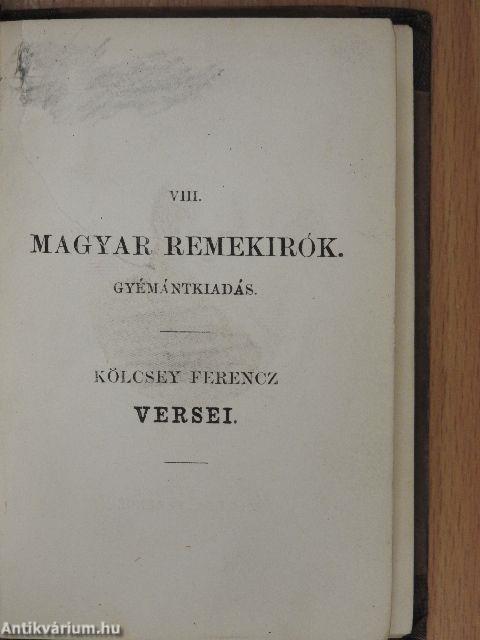 VIII.
MAGYAR REMEKIRÓK.
GYÉMÁNTKIADÁS.
KÖLCSEY FERENCZ
VERSEI.
Antikvárium.hu